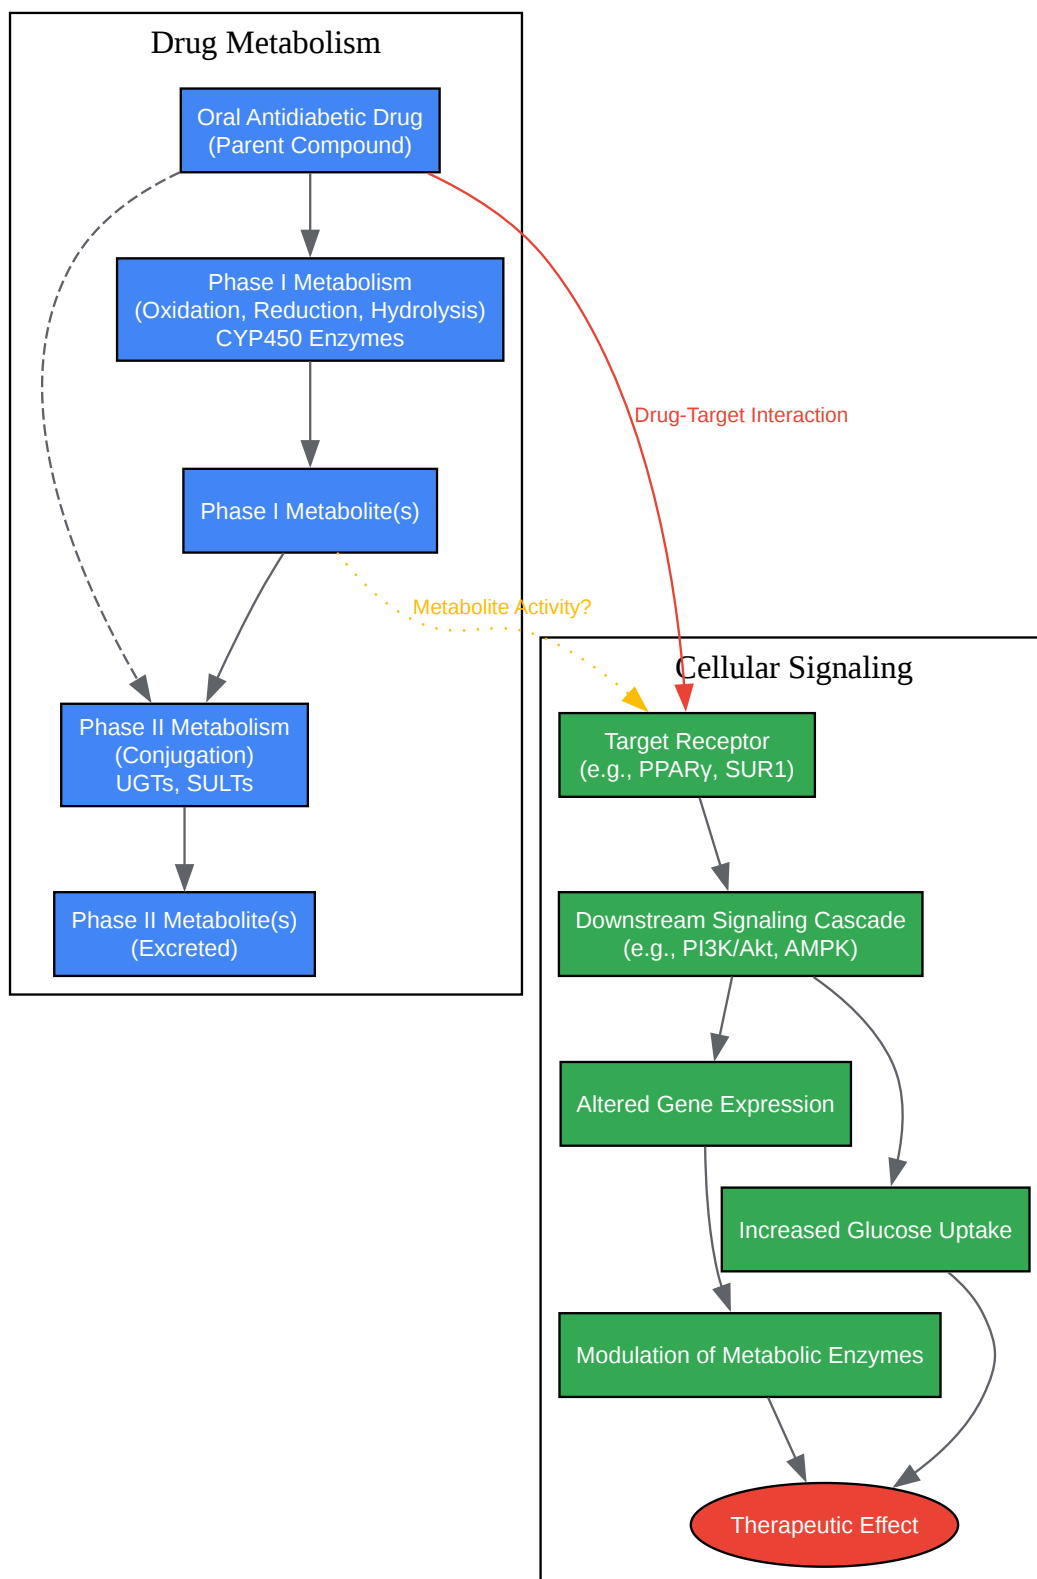 Drug Metabolism
Oral Antidiabetic Drug
(Parent Compound)
Phase I Metabolism
(Oxidation, Reduction, Hydrolysis)
CYP450 Enzymes
Drug-Target Interaction
Phase I Metabolite(s)
Metabolite Activity?
Phase II Metabolism
(Conjugation)
UGTs, SULTs
Phase II Metabolite(s)
(Excreted)
Cellular Signaling
Target Receptor
(e.g., PPARγ, SUR1)
Downstream Signaling Cascade
(e.g., PI3K/Akt, AMPK)
Altered Gene Expression
Increased Glucose Uptake
Modulation of Metabolic Enzymes
Therapeutic Effect